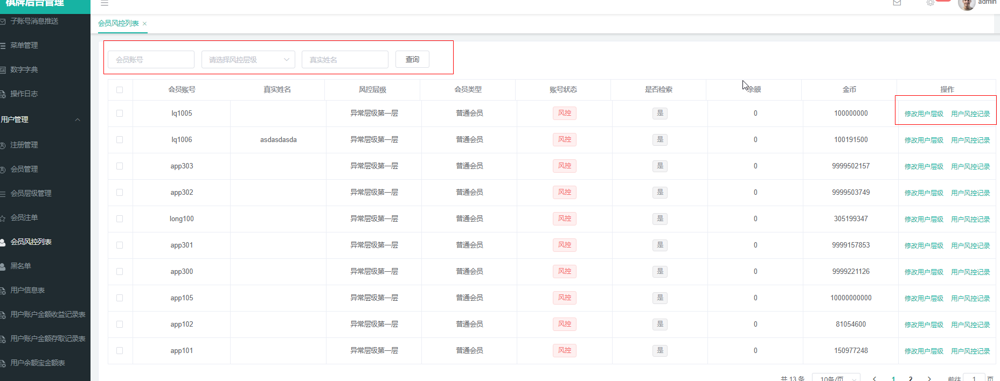 棋牌后台管理
admin
子账号消息推送
菜单管理
数字字典
操作日志
用户管理
注册管理
会员管理
会员层级管理
会员注单
会员风控列表
黑名单
用户信息表
用户账户金额收益记录表
用户账户金额存取记录表
用户余额宝金额表
会员风控列表 ×
会员账号 请选择风控层级 真实姓名 查询
会员账号 真实姓名 风控层级 会员类型 账号状态 是否检索 余额 金币 操作
lq1005 异常层级第一层 普通会员 风控 是 0 100000000 修改用户层级 用户风控记录
lq1006 asdasdasda 异常层级第一层 普通会员 风控 是 0 100191500 修改用户层级 用户风控记录
app303 异常层级第一层 普通会员 风控 是 0 9999502157 修改用户层级 用户风控记录
app302 异常层级第一层 普通会员 风控 是 0 9999503749 修改用户层级 用户风控记录
long100 异常层级第一层 普通会员 风控 是 0 305199347 修改用户层级 用户风控记录
app301 异常层级第一层 普通会员 风控 是 0 9999157853 修改用户层级 用户风控记录
app300 异常层级第一层 普通会员 风控 是 0 9999221126 修改用户层级 用户风控记录
app105 异常层级第一层 普通会员 风控 是 0 10000000000 修改用户层级 用户风控记录
app102 异常层级第一层 普通会员 风控 是 0 81054600 修改用户层级 用户风控记录
app101 异常层级第一层 普通会员 风控 是 0 150977248 修改用户层级 用户风控记录
共 13 条 10条/页 1 2 前往 1 页